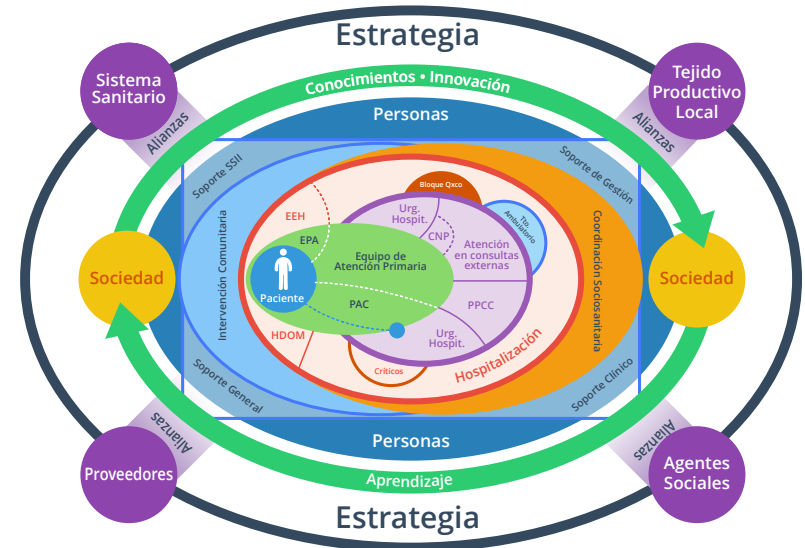 Estrategia
Sistema
Sanitario
Tejido
Productivo
Local
Conocimientos • Innovación
Alianzas
Alianzas
Personas
Soporte SSII
Soporte de Gestión
Bloque Qxco
Urg.
Hospit.
Tto.
Ambulatorio
EEH
CNP
EPA
Equipo de
Atención Primaria
Atención
en consultas
externas
Intervención Comunitaria
Coordinación Sociosanitaria
Sociedad
Paciente
Sociedad
PAC
PPCC
HDOM
Urg.
Hospit.
Hospitalización
Críticos
Soporte General
Soporte Clínico
Alianzas
Alianzas
Personas
Proveedores
Aprendizaje
Agentes
Sociales
Estrategia